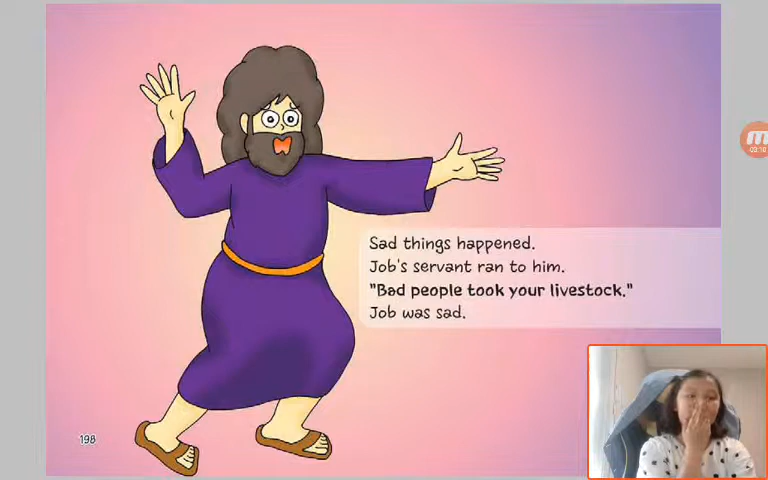 Sad things happened.
Job's servant ran to him.
"Bad people took your livestock."
Job was sad.
198